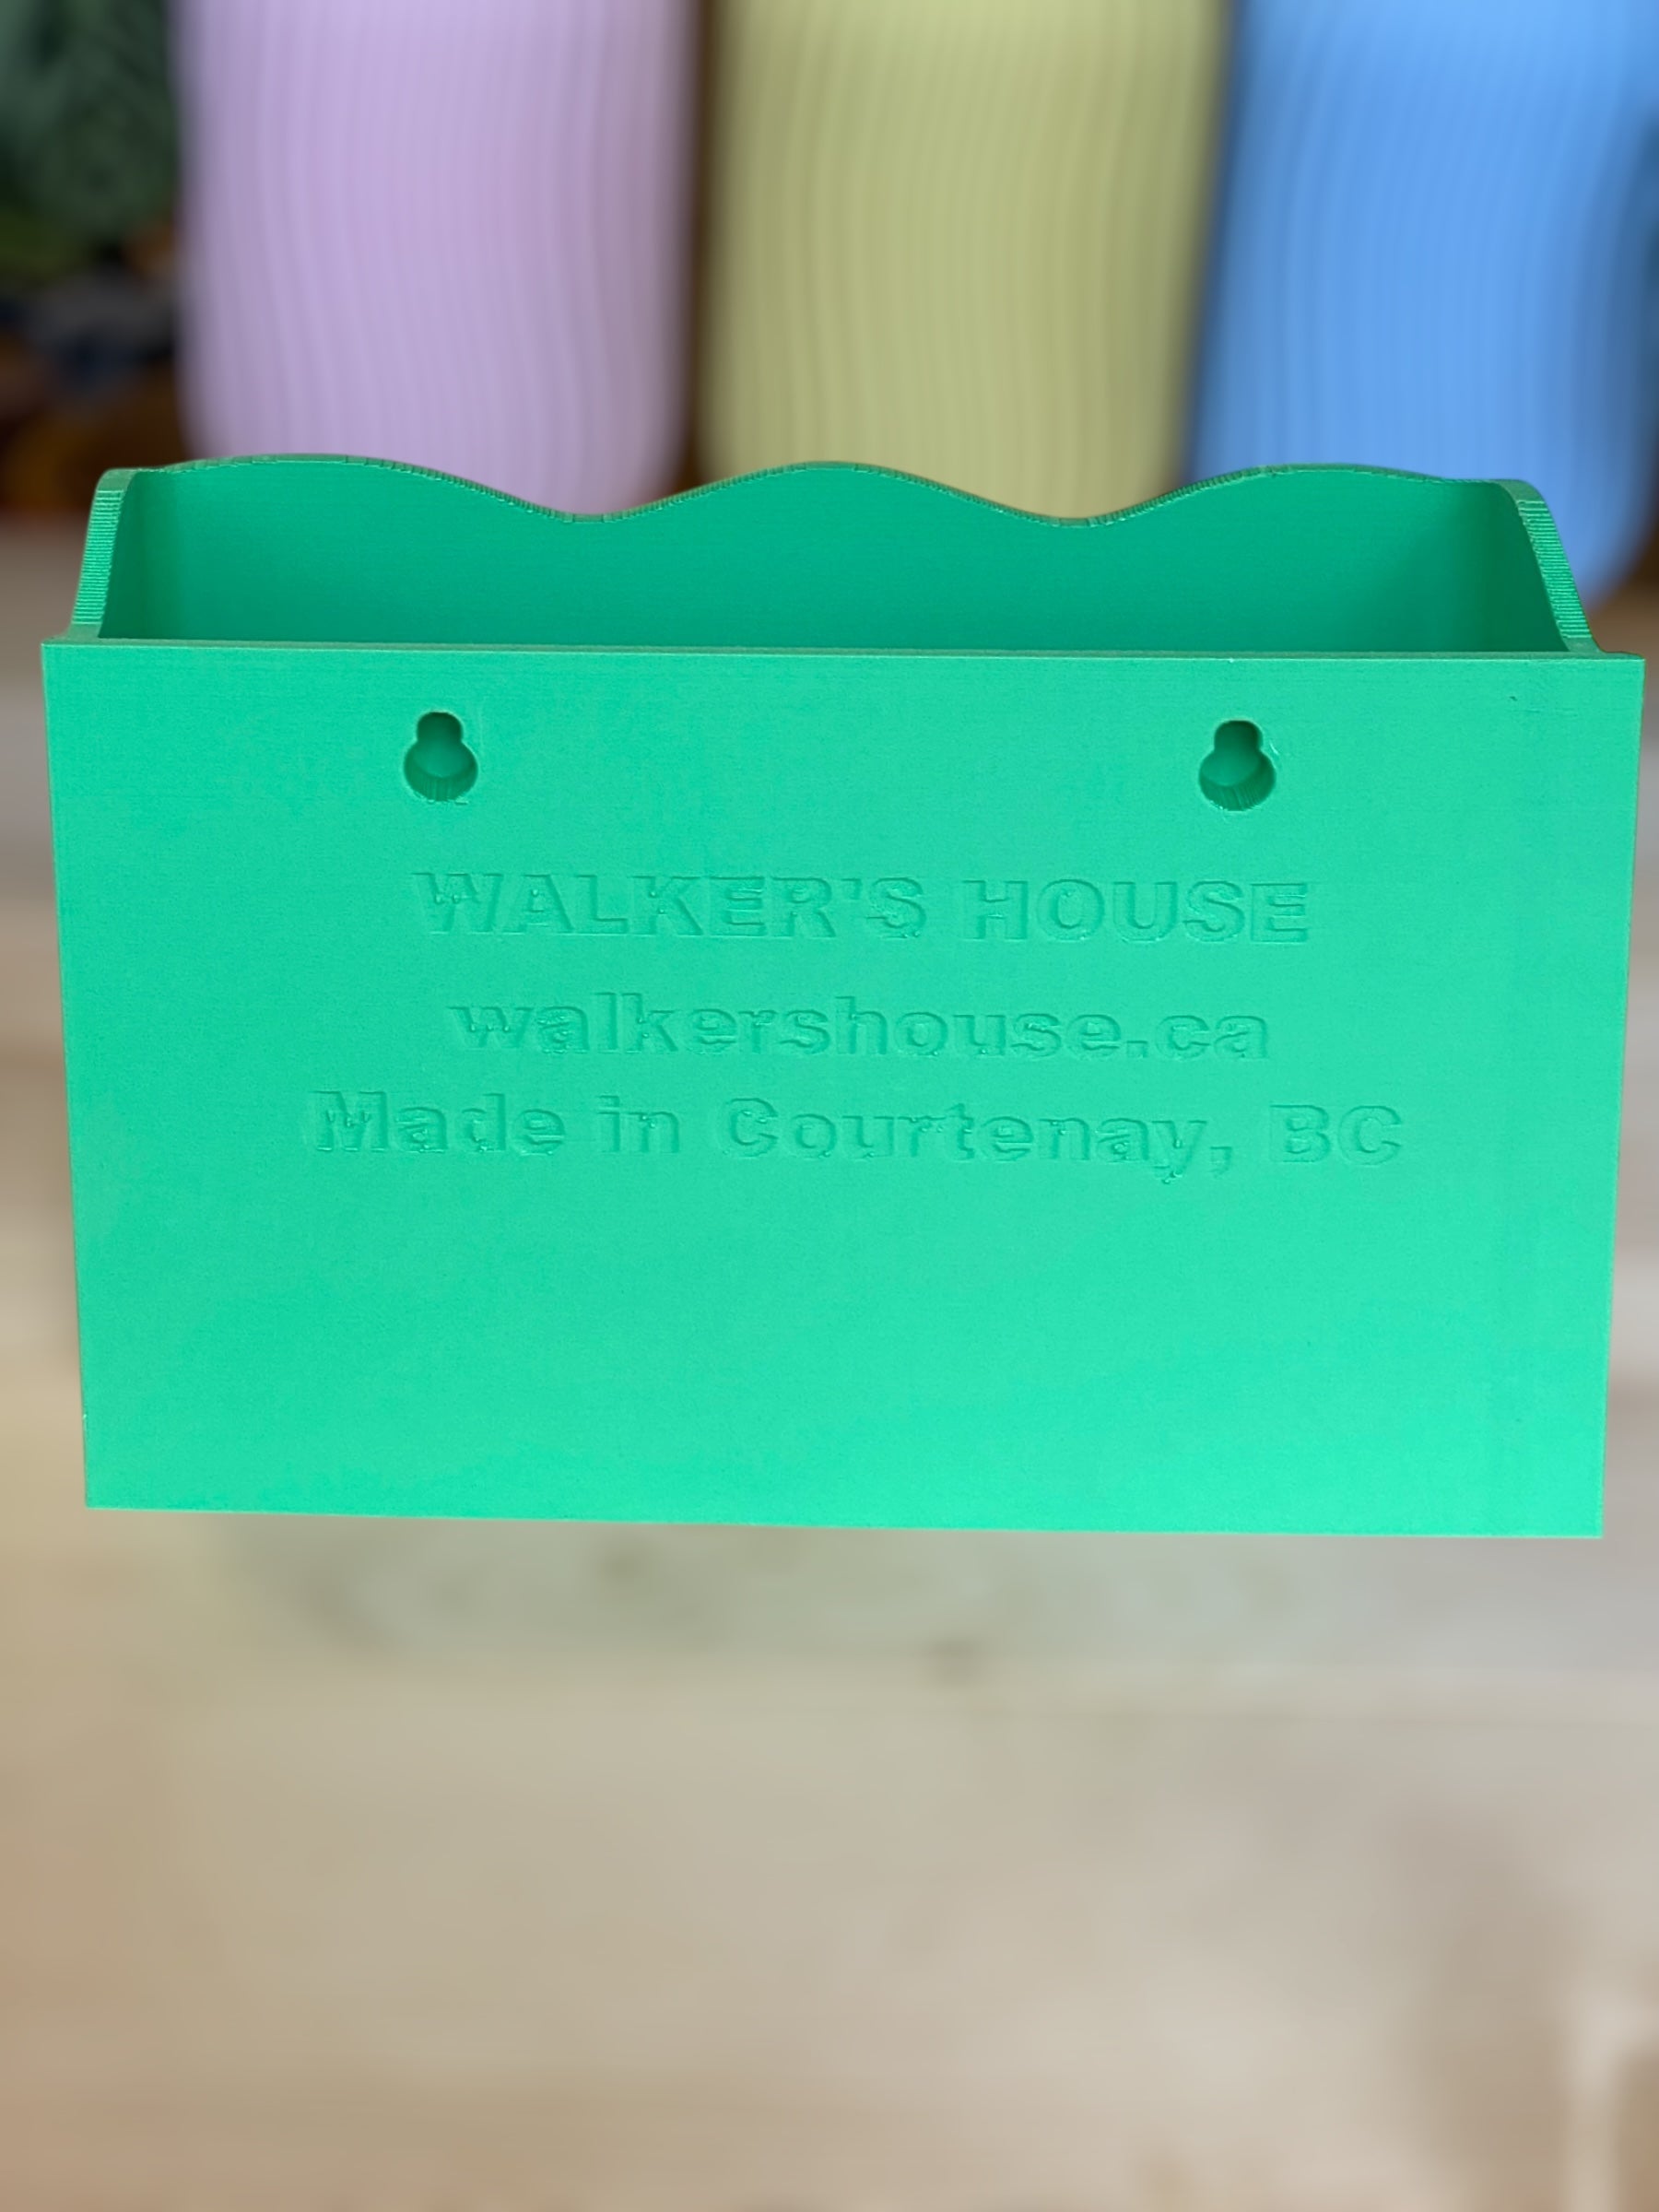 WALKER'S HOUSE
walkershouse.ca
Made in Courtenay, BC